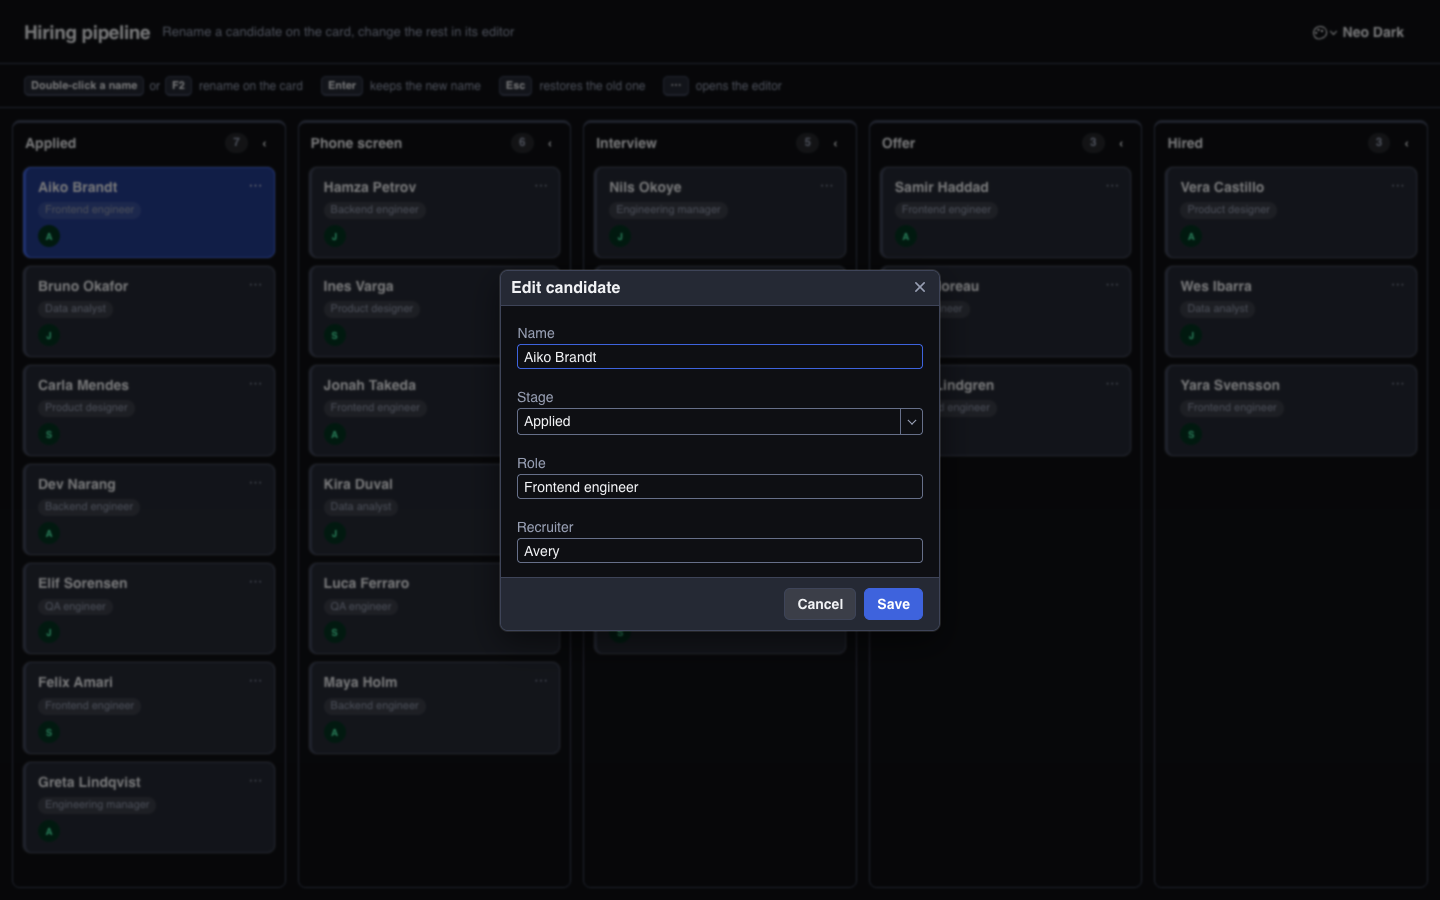 Hiring pipeline
Rename a candidate on the card, change the rest in its editor
Neo Dark
Double-click a name or F2 rename on the card Enter keeps the new name Esc restores the old one ··· opens the editor
Applied 7
Aiko Brandt
Frontend engineer
A
Bruno Okafor
Data analyst
J
Carla Mendes
Product designer
S
Dev Narang
Backend engineer
A
Elif Sorensen
QA engineer
J
Felix Amari
Frontend engineer
S
Greta Lindqvist
Engineering manager
A
Phone screen 6
Hamza Petrov
Backend engineer
J
Ines Varga
Product designer
S
Jonah Takeda
Frontend engineer
A
Kira Duval
Data analyst
J
Luca Ferraro
QA engineer
S
Maya Holm
Backend engineer
A
Interview 5
Nils Okoye
Engineering manager
J
S
Offer 3
Samir Haddad
Frontend engineer
A
Lindgren
engineer
Hired 3
Vera Castillo
Product designer
A
Wes Ibarra
Data analyst
J
Yara Svensson
Frontend engineer
S
Edit candidate
Name
Aiko Brandt
Stage
Applied
Role
Frontend engineer
Recruiter
Avery
Cancel
Save